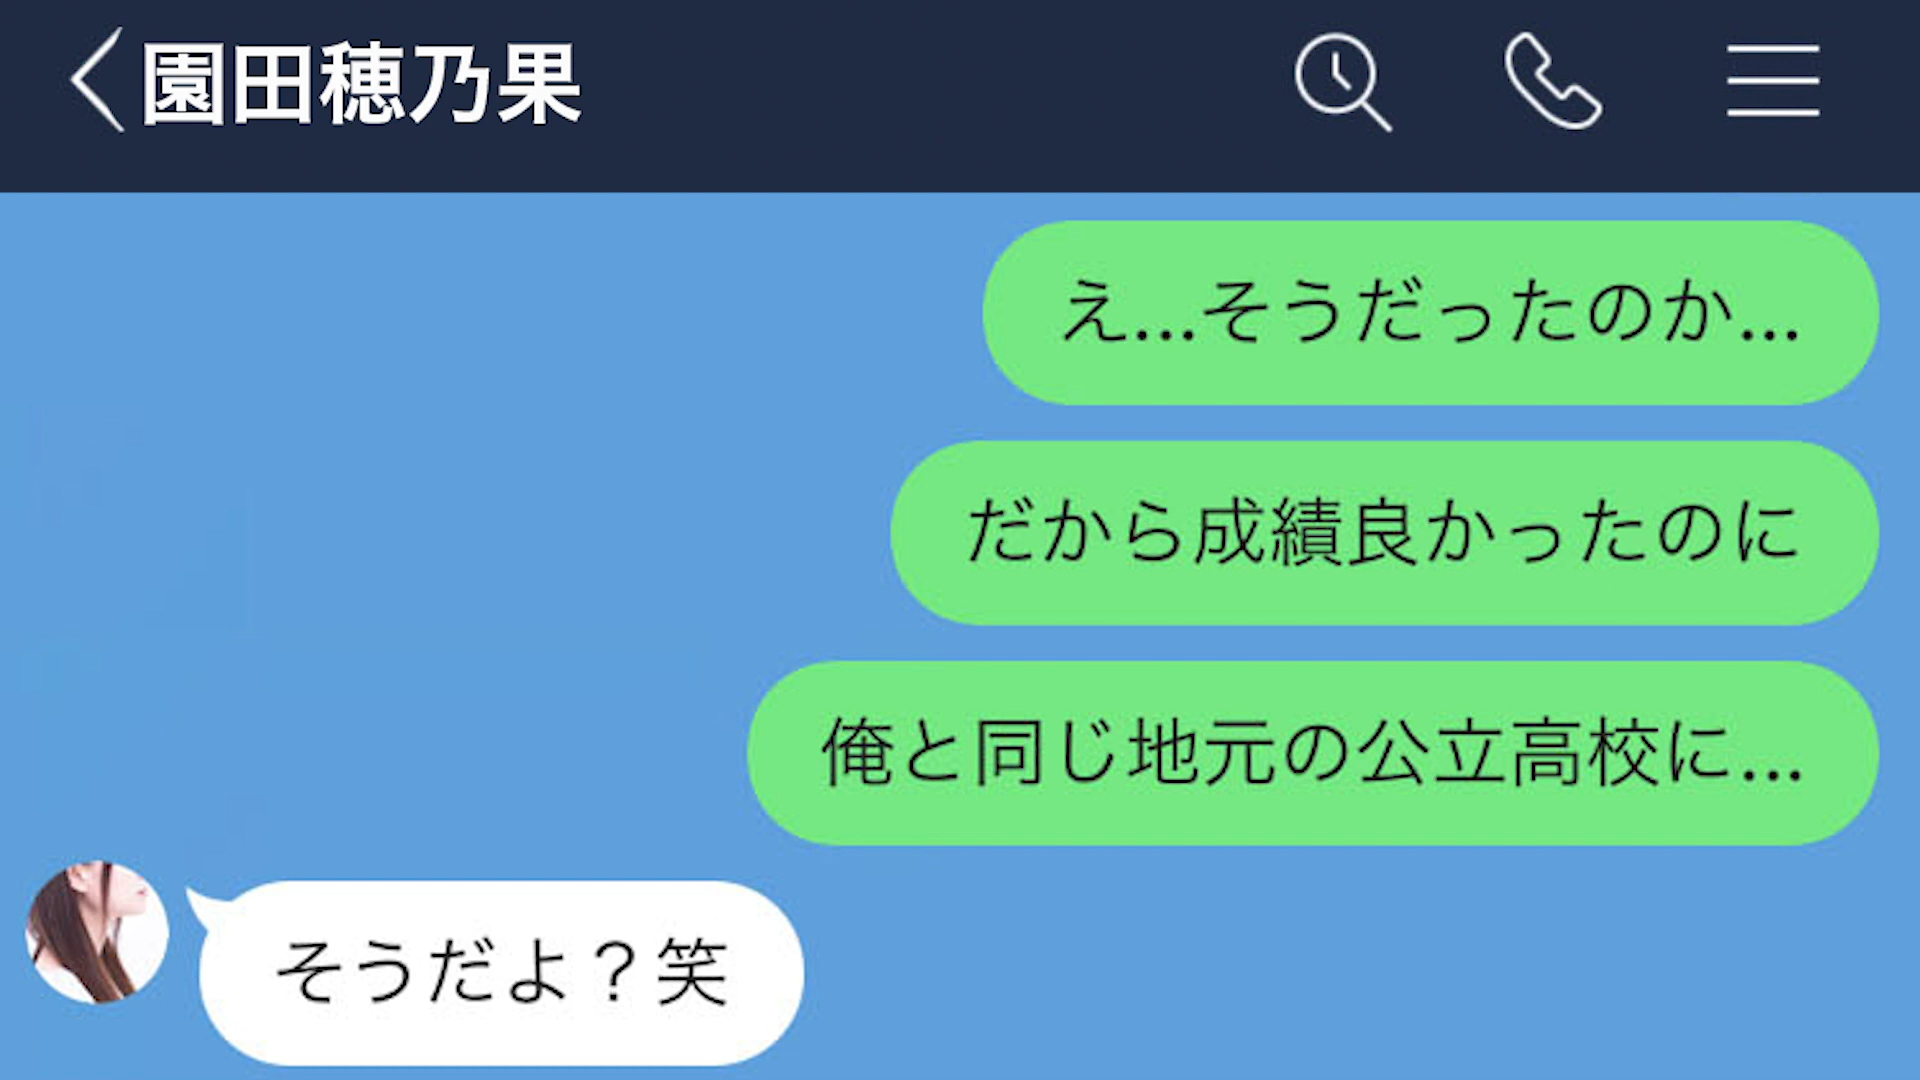 園田穂乃果
え...そうだったのか...
だから成績良かったのに
俺と同じ地元の公立高校に...
そうだよ？笑